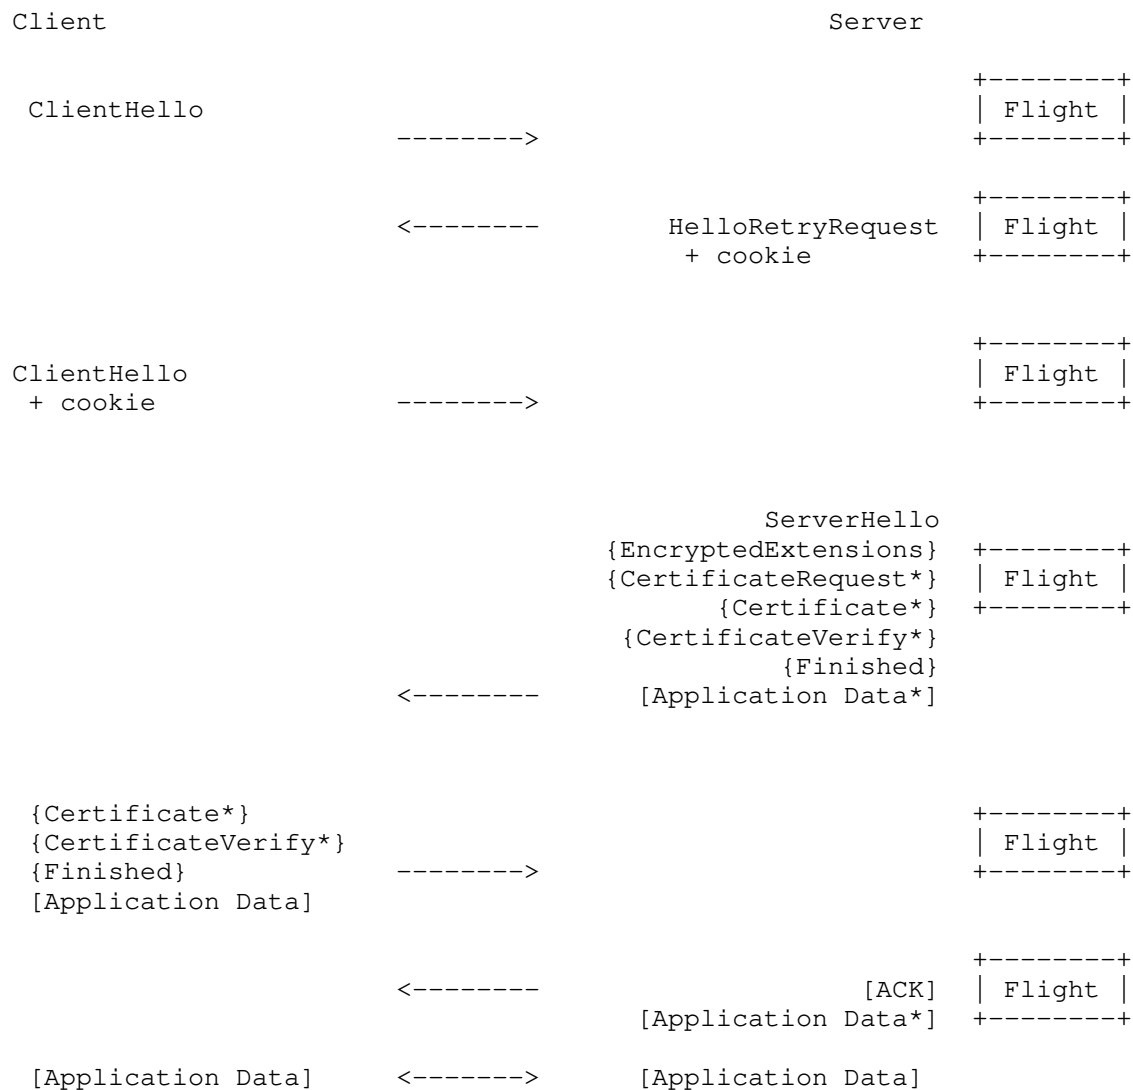 Client                                            Server

                                                           +--------+
 ClientHello                                               | Flight |
                        -------->                          +--------+

                                                           +--------+
                        <--------        HelloRetryRequest | Flight |
                                          + cookie         +--------+


                                                           +--------+
ClientHello                                                | Flight |
 + cookie               -------->                          +--------+



                                              ServerHello
                                    {EncryptedExtensions}  +--------+
                                    {CertificateRequest*}  | Flight |
                                           {Certificate*}  +--------+
                                     {CertificateVerify*}
                                               {Finished}
                        <--------      [Application Data*]



 {Certificate*}                                            +--------+
 {CertificateVerify*}                                      | Flight |
 {Finished}             -------->                          +--------+
 [Application Data]

                                                           +--------+
                        <--------                    [ACK] | Flight |
                                       [Application Data*] +--------+

 [Application Data]     <------->      [Application Data]